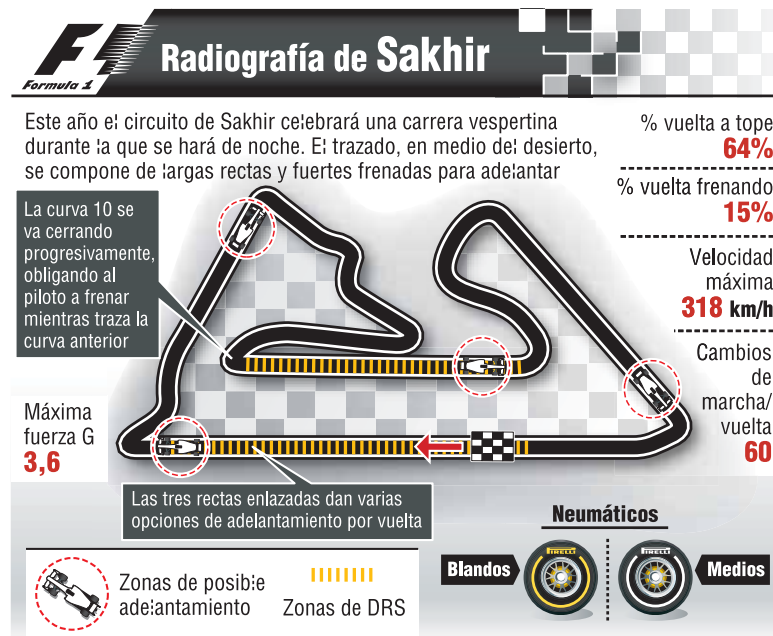 Formula 1
Radiografía de Sakhir
Este año el circuito de Sakhir celebrará una carrera vespertina
durante la que se hará de noche. El trazado, en medio del desierto,
se compone de largas rectas y fuertes frenadas para adelantar
% vuelta a tope
64%
% vuelta frenando
15%
Velocidad
máxima
318 km/h
Cambios
de
marcha/
vuelta
60
La curva 10 se
va cerrando
progresivamente,
obligando al
piloto a frenar
mientras traza la
curva anterior
Máxima
fuerza G
3,6
Las tres rectas enlazadas dan varias
opciones de adelantamiento por vuelta
Zonas de posible
adelantamiento
Zonas de DRS
Neumáticos
Blandos
PIRELLI
PIRELLI
Medios